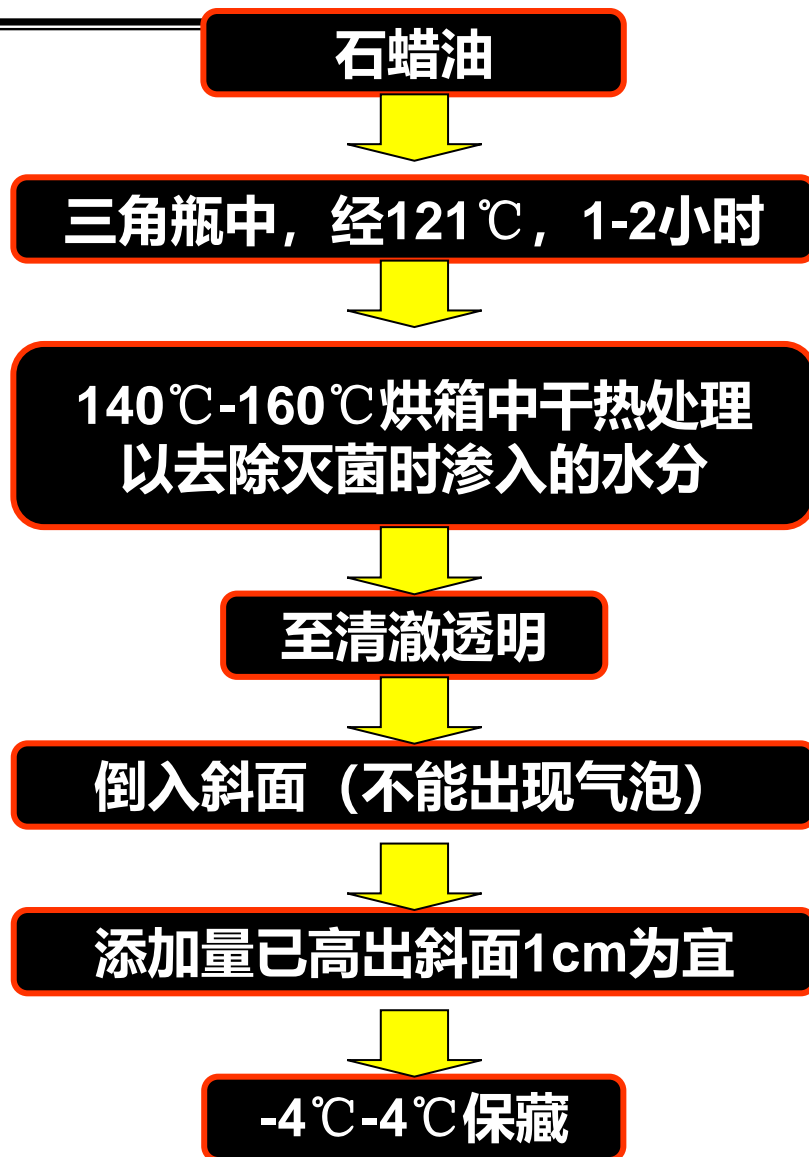 石蜡油
三角瓶中，经121℃，1-2小时
140℃-160℃烘箱中干热处理
以去除灭菌时渗入的水分
至清澈透明
倒入斜面（不能出现气泡）
添加量已高出斜面1cm为宜
-4℃-4℃保藏